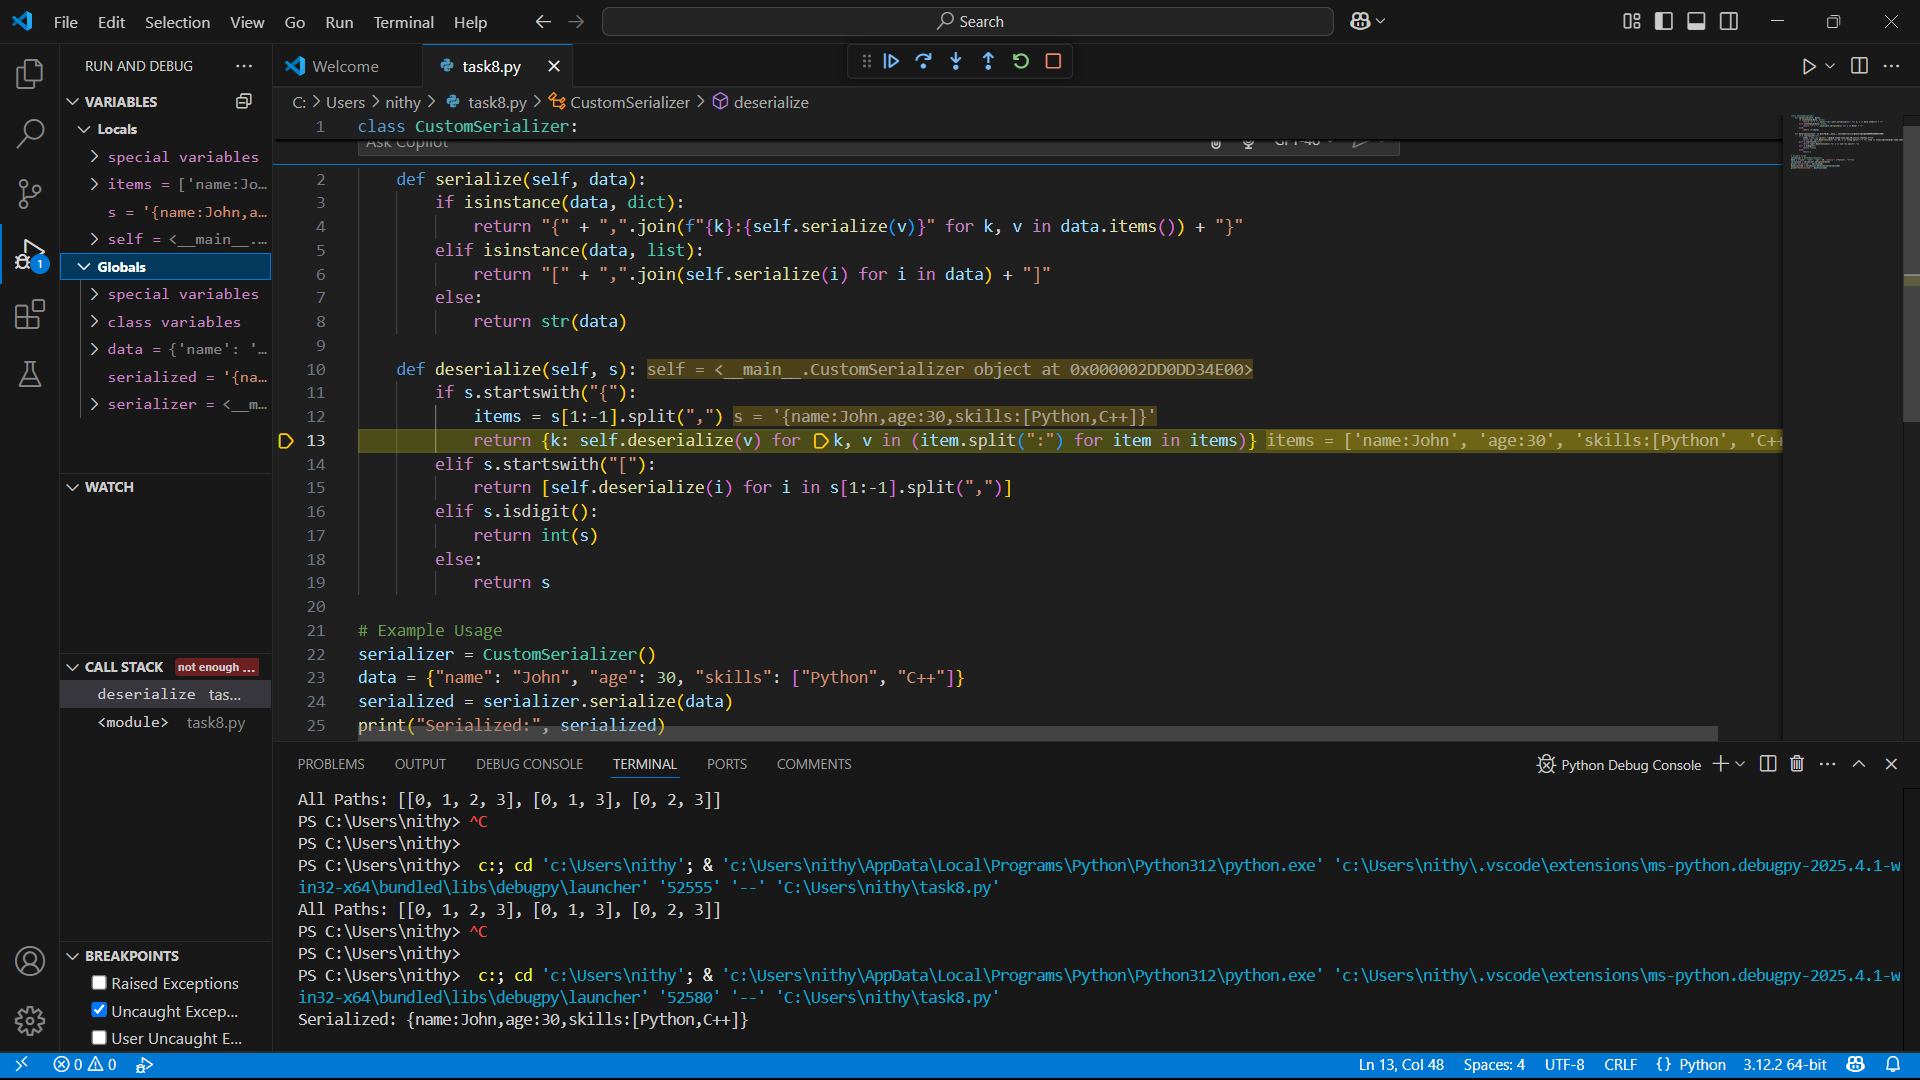 File Edit Selection View Go Run Terminal Help
Search
RUN AND DEBUG
Welcome
task8.py
C: > Users > nithy > task8.py > CustomSerializer > deserialize
VARIABLES
Locals
special variables
items = ['name:Jo...
s = '{name:John,a...
self = <__main__....
Globals
special variables
class variables
data = {'name': '...
serialized = '{na...
serializer = <__m...
WATCH
CALL STACK not enough ...
deserialize tas...
<module> task8.py
BREAKPOINTS
Raised Exceptions
Uncaught Excep...
User Uncaught E...
1
1 class CustomSerializer:
Ask Copilot
GPT-4o
2 def serialize(self, data):
3 if isinstance(data, dict):
4 return "{" + ",".join(f"{k}:{self.serialize(v)}" for k, v in data.items()) + "}"
5 elif isinstance(data, list):
6 return "[" + ",".join(self.serialize(i) for i in data) + "]"
7 else:
8 return str(data)
9
10 def deserialize(self, s): self = <__main__.CustomSerializer object at 0x000002DD0DD34E00>
11 if s.startswith("{"):
12 items = s[1:-1].split(",") s = '{name:John,age:30,skills:[Python,C++]}'
13 return {k: self.deserialize(v) for k, v in (item.split(":") for item in items)} items = ['name:John', 'age:30', 'skills:[Python', 'C++
14 elif s.startswith("["):
15 return [self.deserialize(i) for i in s[1:-1].split(",")]
16 elif s.isdigit():
17 return int(s)
18 else:
19 return s
20
21 # Example Usage
22 serializer = CustomSerializer()
23 data = {"name": "John", "age": 30, "skills": ["Python", "C++"]}
24 serialized = serializer.serialize(data)
25 print("Serialized:", serialized)
PROBLEMS OUTPUT DEBUG CONSOLE TERMINAL PORTS COMMENTS
Python Debug Console
All Paths: [[0, 1, 2, 3], [0, 1, 3], [0, 2, 3]]
PS C:\Users\nithy> ^C
PS C:\Users\nithy>
PS C:\Users\nithy>  c:; cd 'c:\Users\nithy'; & 'c:\Users\nithy\AppData\Local\Programs\Python\Python312\python.exe' 'c:\Users\nithy\.vscode\extensions\ms-python.debugpy-2025.4.1-w
in32-x64\bundled\libs\debugpy\launcher' '52555' '--' 'C:\Users\nithy\task8.py'
All Paths: [[0, 1, 2, 3], [0, 1, 3], [0, 2, 3]]
PS C:\Users\nithy> ^C
PS C:\Users\nithy>
PS C:\Users\nithy>  c:; cd 'c:\Users\nithy'; & 'c:\Users\nithy\AppData\Local\Programs\Python\Python312\python.exe' 'c:\Users\nithy\.vscode\extensions\ms-python.debugpy-2025.4.1-w
in32-x64\bundled\libs\debugpy\launcher' '52580' '--' 'C:\Users\nithy\task8.py'
Serialized: {name:John,age:30,skills:[Python,C++]}
0 0
Ln 13, Col 48 Spaces: 4 UTF-8 CRLF {} Python 3.12.2 64-bit